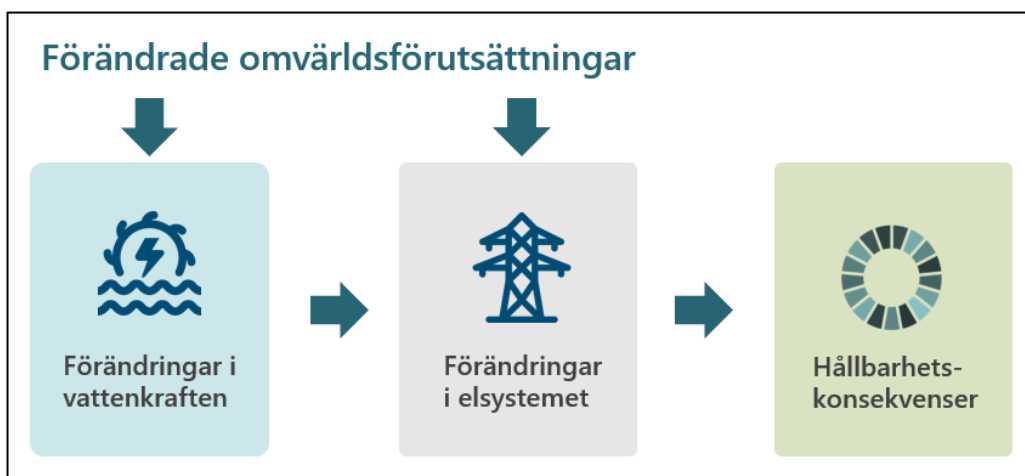 Förändrade omvärldsförutsättningar
Förändringar i
vattenkraften
Förändringar
i elsystemet
Hållbarhets-
konsekvenser